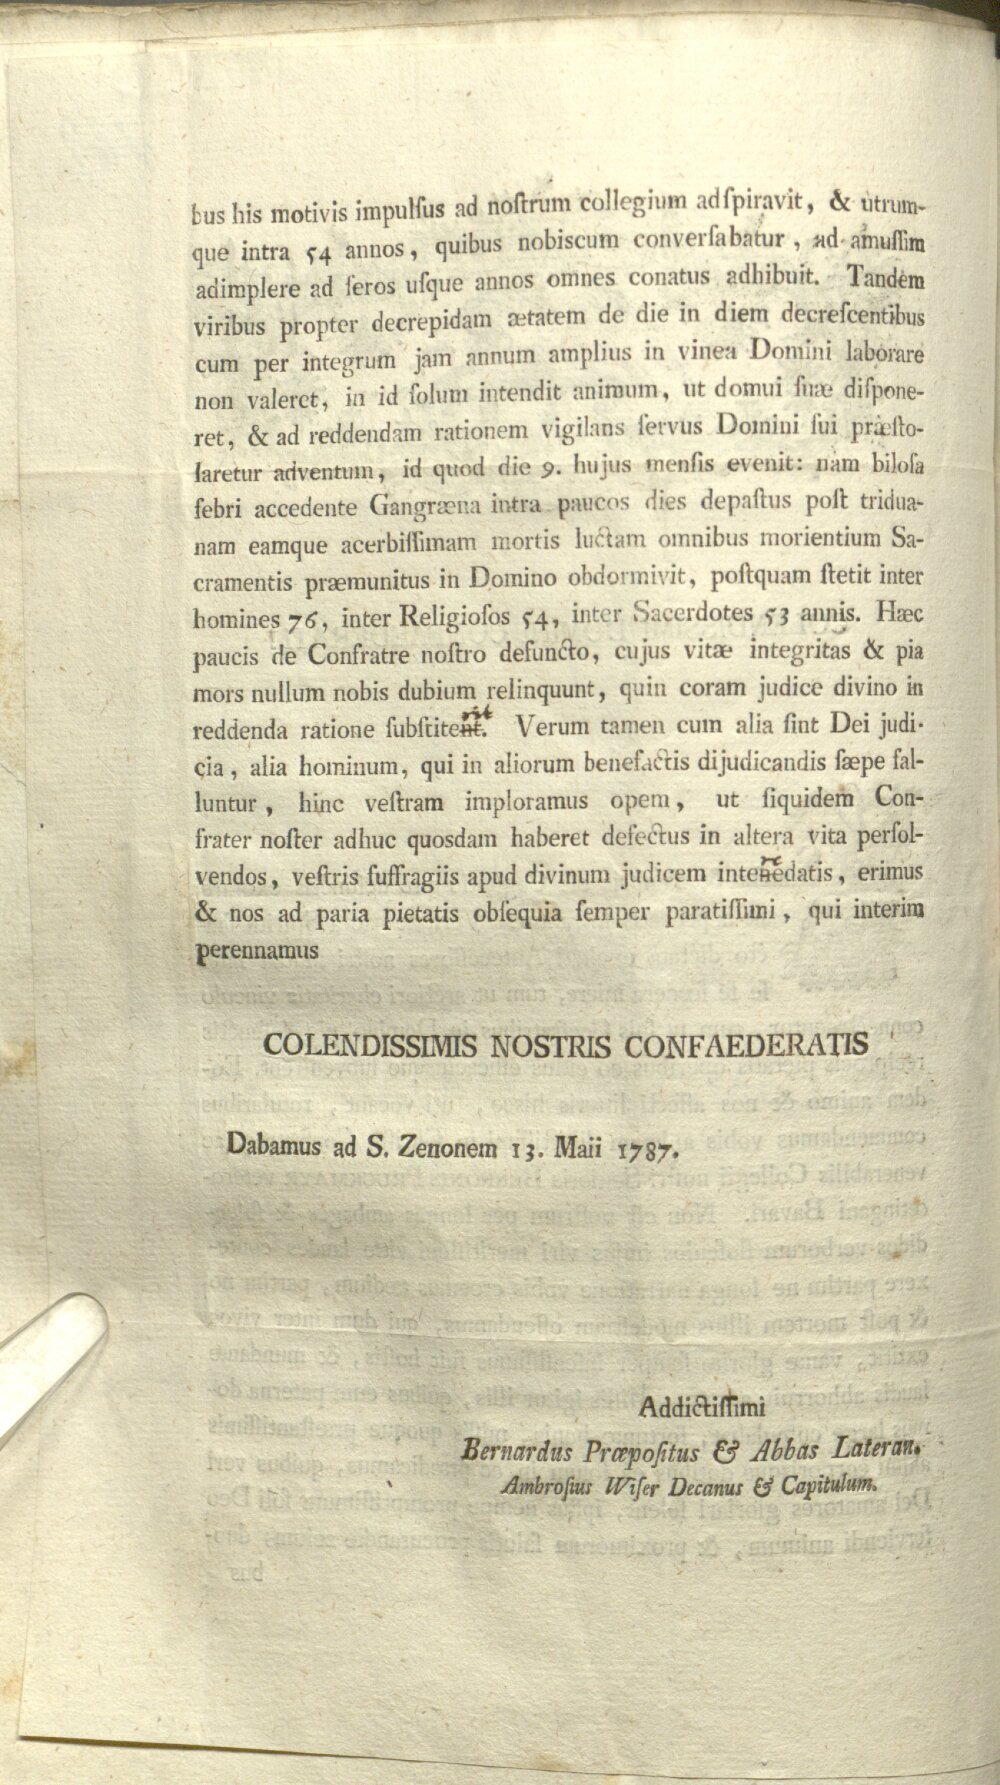 bus his motivis impulſus ad noſtrum collegium adſpiravit, & utrum-
que intra 54 annos, quibus nobiscum converſabatur, ad amuſſim
adimplere ad ſeros uſque annos omnes conatus adhibuit. Tandem
viribus propter decrepidam ætatem de die in diem decreſcentibus
cum per integrum jam annum amplius in vinea Domini laborare
non valeret, in id ſolum intendit animum, ut domui ſuæ diſpone-
ret, & ad reddendam rationem vigilans ſervus Domini ſui præſto-
laretur adventum, id quod die 9. hujus menſis evenit: nam biloſa
febri accedente Gangræna intra paucos dies depaſtus poſt tridua-
nam eamque acerbiſſimam mortis luctam omnibus morientium Sa-
cramentis præmunitus in Domino obdormivit, poſtquam ſtetit inter
homines 76, inter Religioſos 54, inter Sacerdotes 53 annis. Hæc
paucis de Confratre noſtro defuncto, cujus vitæ integritas & pia
mors nullum nobis dubium relinquunt, quin coram judice divino in
reddenda ratione ſubſtitent. Verum tamen cum alia ſint Dei judi-
cia, alia hominum, qui in aliorum benefactis dijudicandis ſæpe fal-
luntur, hinc veſtram imploramus opem, ut ſiquidem Con-
frater noſter adhuc quosdam haberet defectus in altera vita perſol-
vendos, veſtris ſuffragiis apud divinum judicem intenedatis, erimus
& nos ad paria pietatis obſequia ſemper paratiſſimi, qui interim
perennamus
COLENDISSIMIS NOSTRIS CONFAEDERATIS
Dabamus ad S. Zenonem 13. Maii 1787.
Addictiſſimi
Bernardus Præpoſitus & Abbas Lateran.
Ambroſius Wiſer Decanus & Capitulum.